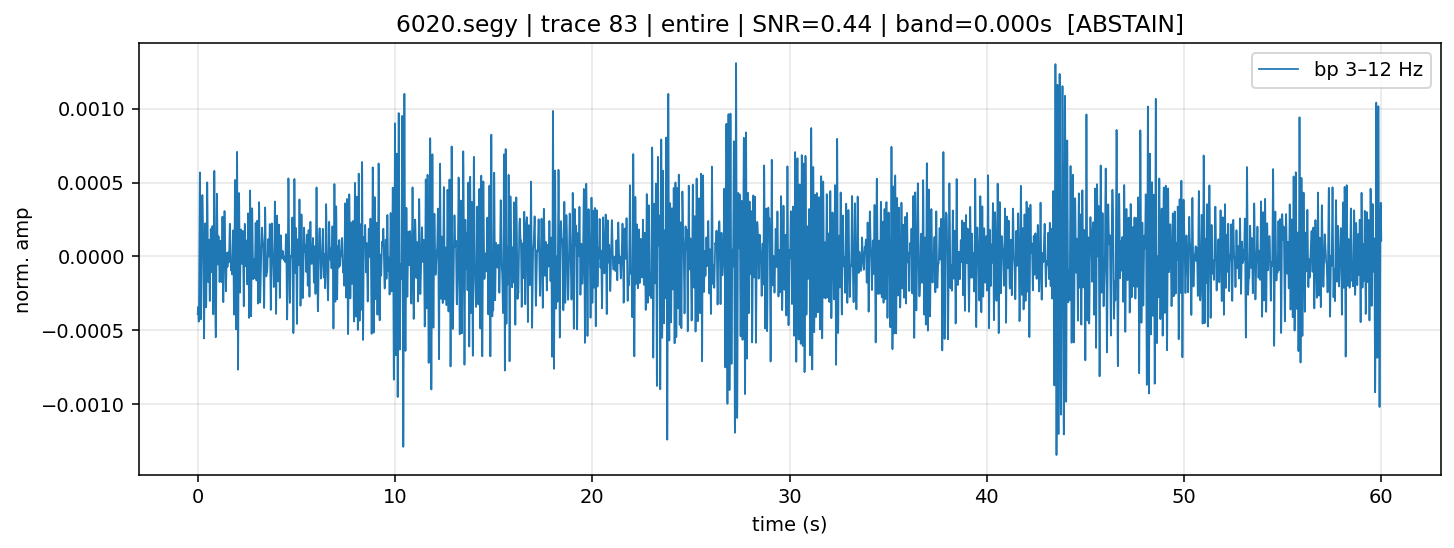 6020.segy | trace 83 | entire | SNR=0.44 | band=0.000s  [ABSTAIN]
bp 3–12 Hz
norm. amp
0.0010
0.0005
0.0000
−0.0005
−0.0010
0 10 20 30 40 50 60
time (s)